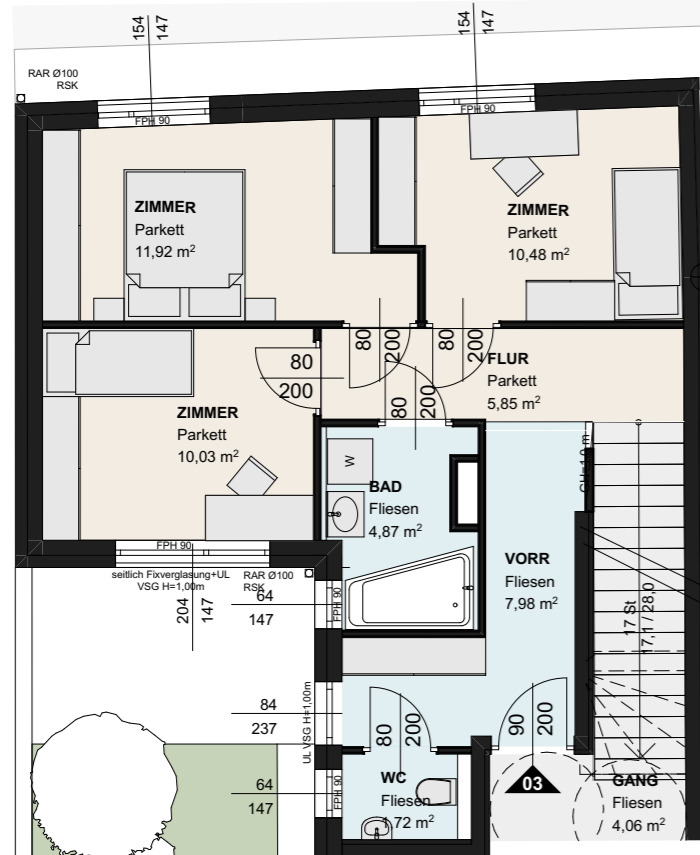 154
147
154
147
RAR Ø100
RSK
FPH 90
FPH 90
ZIMMER
Parkett
11,92 m²
ZIMMER
Parkett
10,48 m²
80
200
80
200
FLUR
Parkett
5,85 m²
80
200
80
200
ZIMMER
Parkett
10,03 m²
W
BAD
Fliesen
4,87 m²
FPH 90
seitlich Fixverglasung+UL
VSG H=1,00m
RAR Ø100
RSK
204
147
64
147
FPH 90
VORR
Fliesen
7,98 m²
17 St
17,1 / 28,0
84
237
UL VSG H=1,00m
80
200
90
200
64
147
FPH 90
WC
Fliesen
1,72 m²
03
GANG
Fliesen
4,06 m²